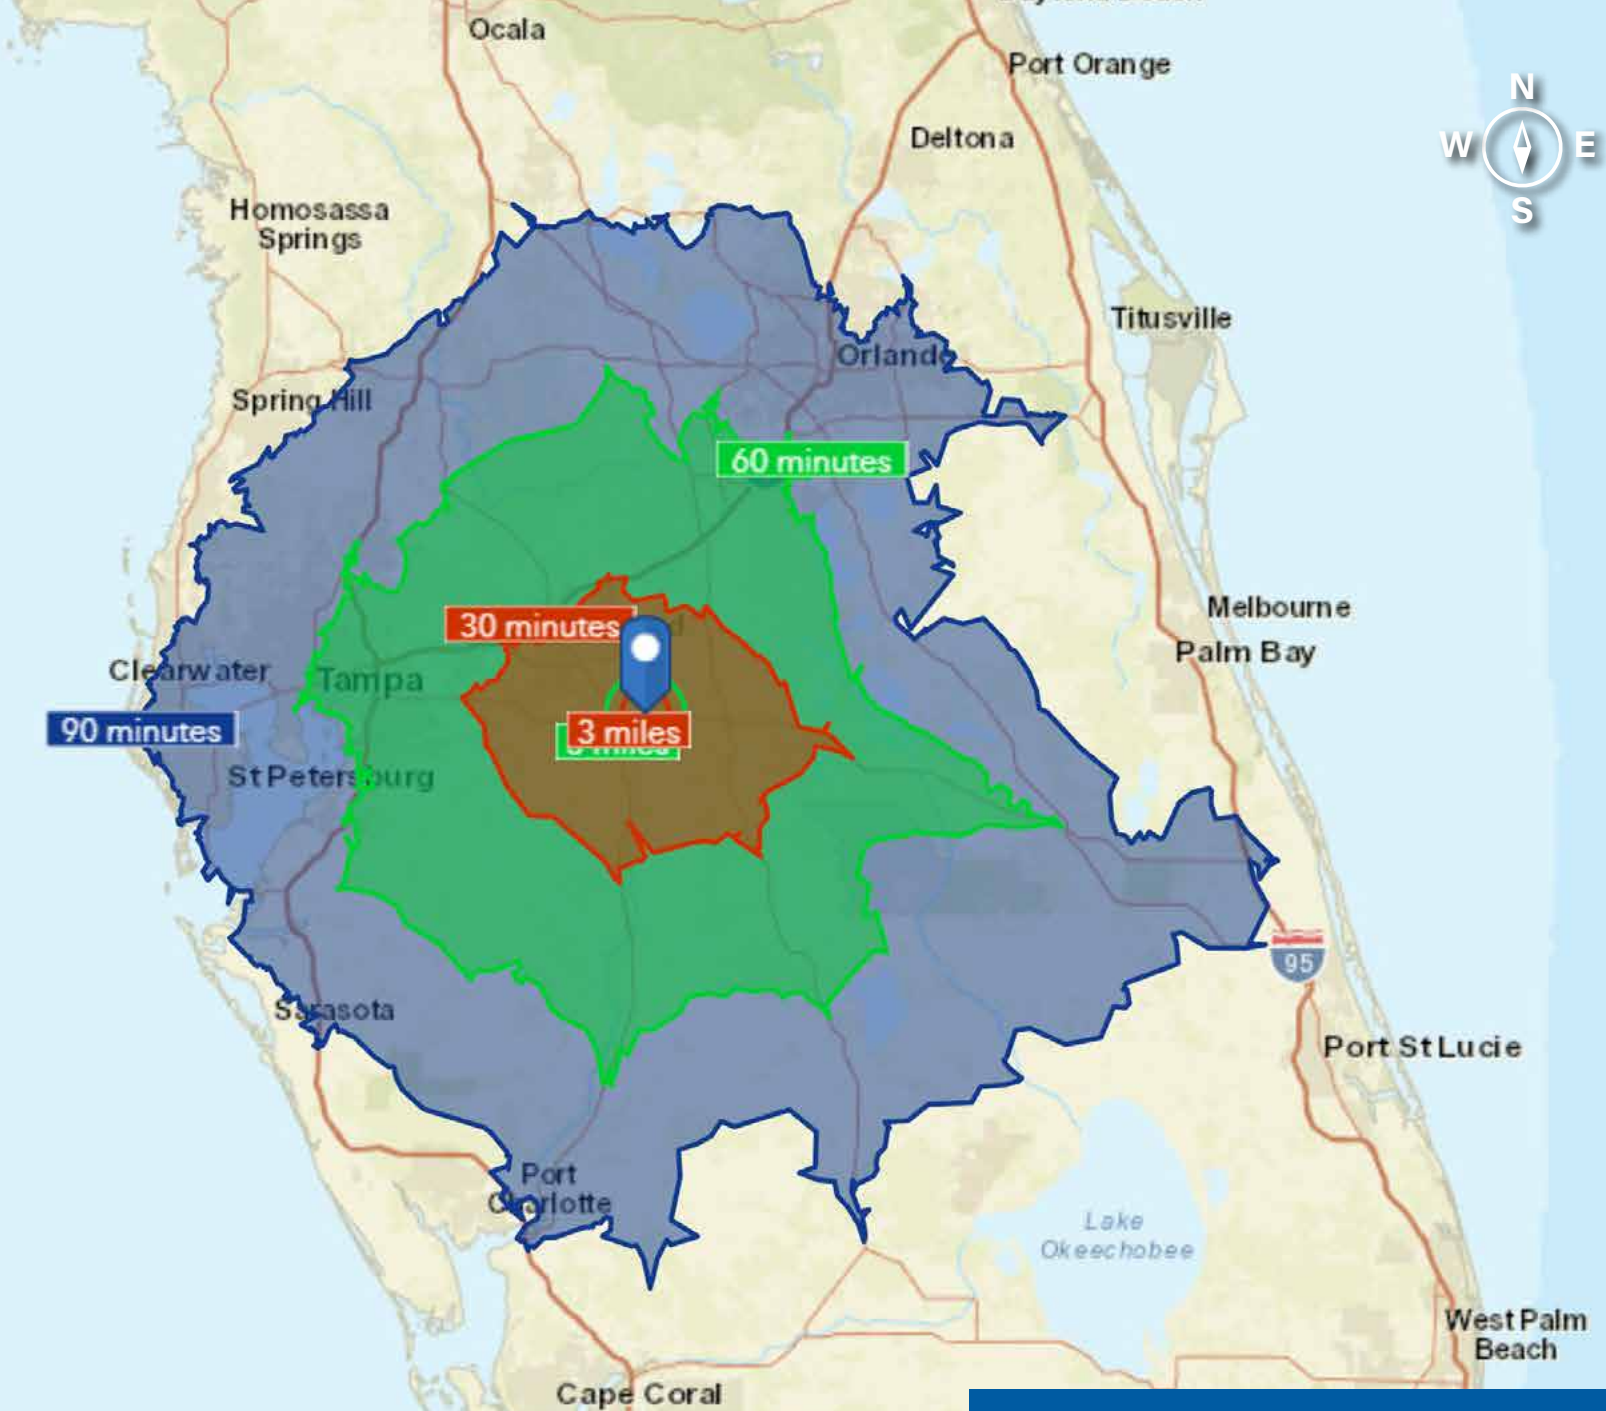 Ocala
Port Orange
N
Deltona
W
E
S
Homosassa
Springs
Titusville
Orlando
Spring Hill
60 minutes
Melbourne
30 minutes
Palm Bay
Clearwater
Tampa
90 minutes
3 miles
St Petersburg
95
Sarasota
Port St Lucie
Port
Charlotte
Lake
Okeechobee
West Palm
Beach
Cape Coral